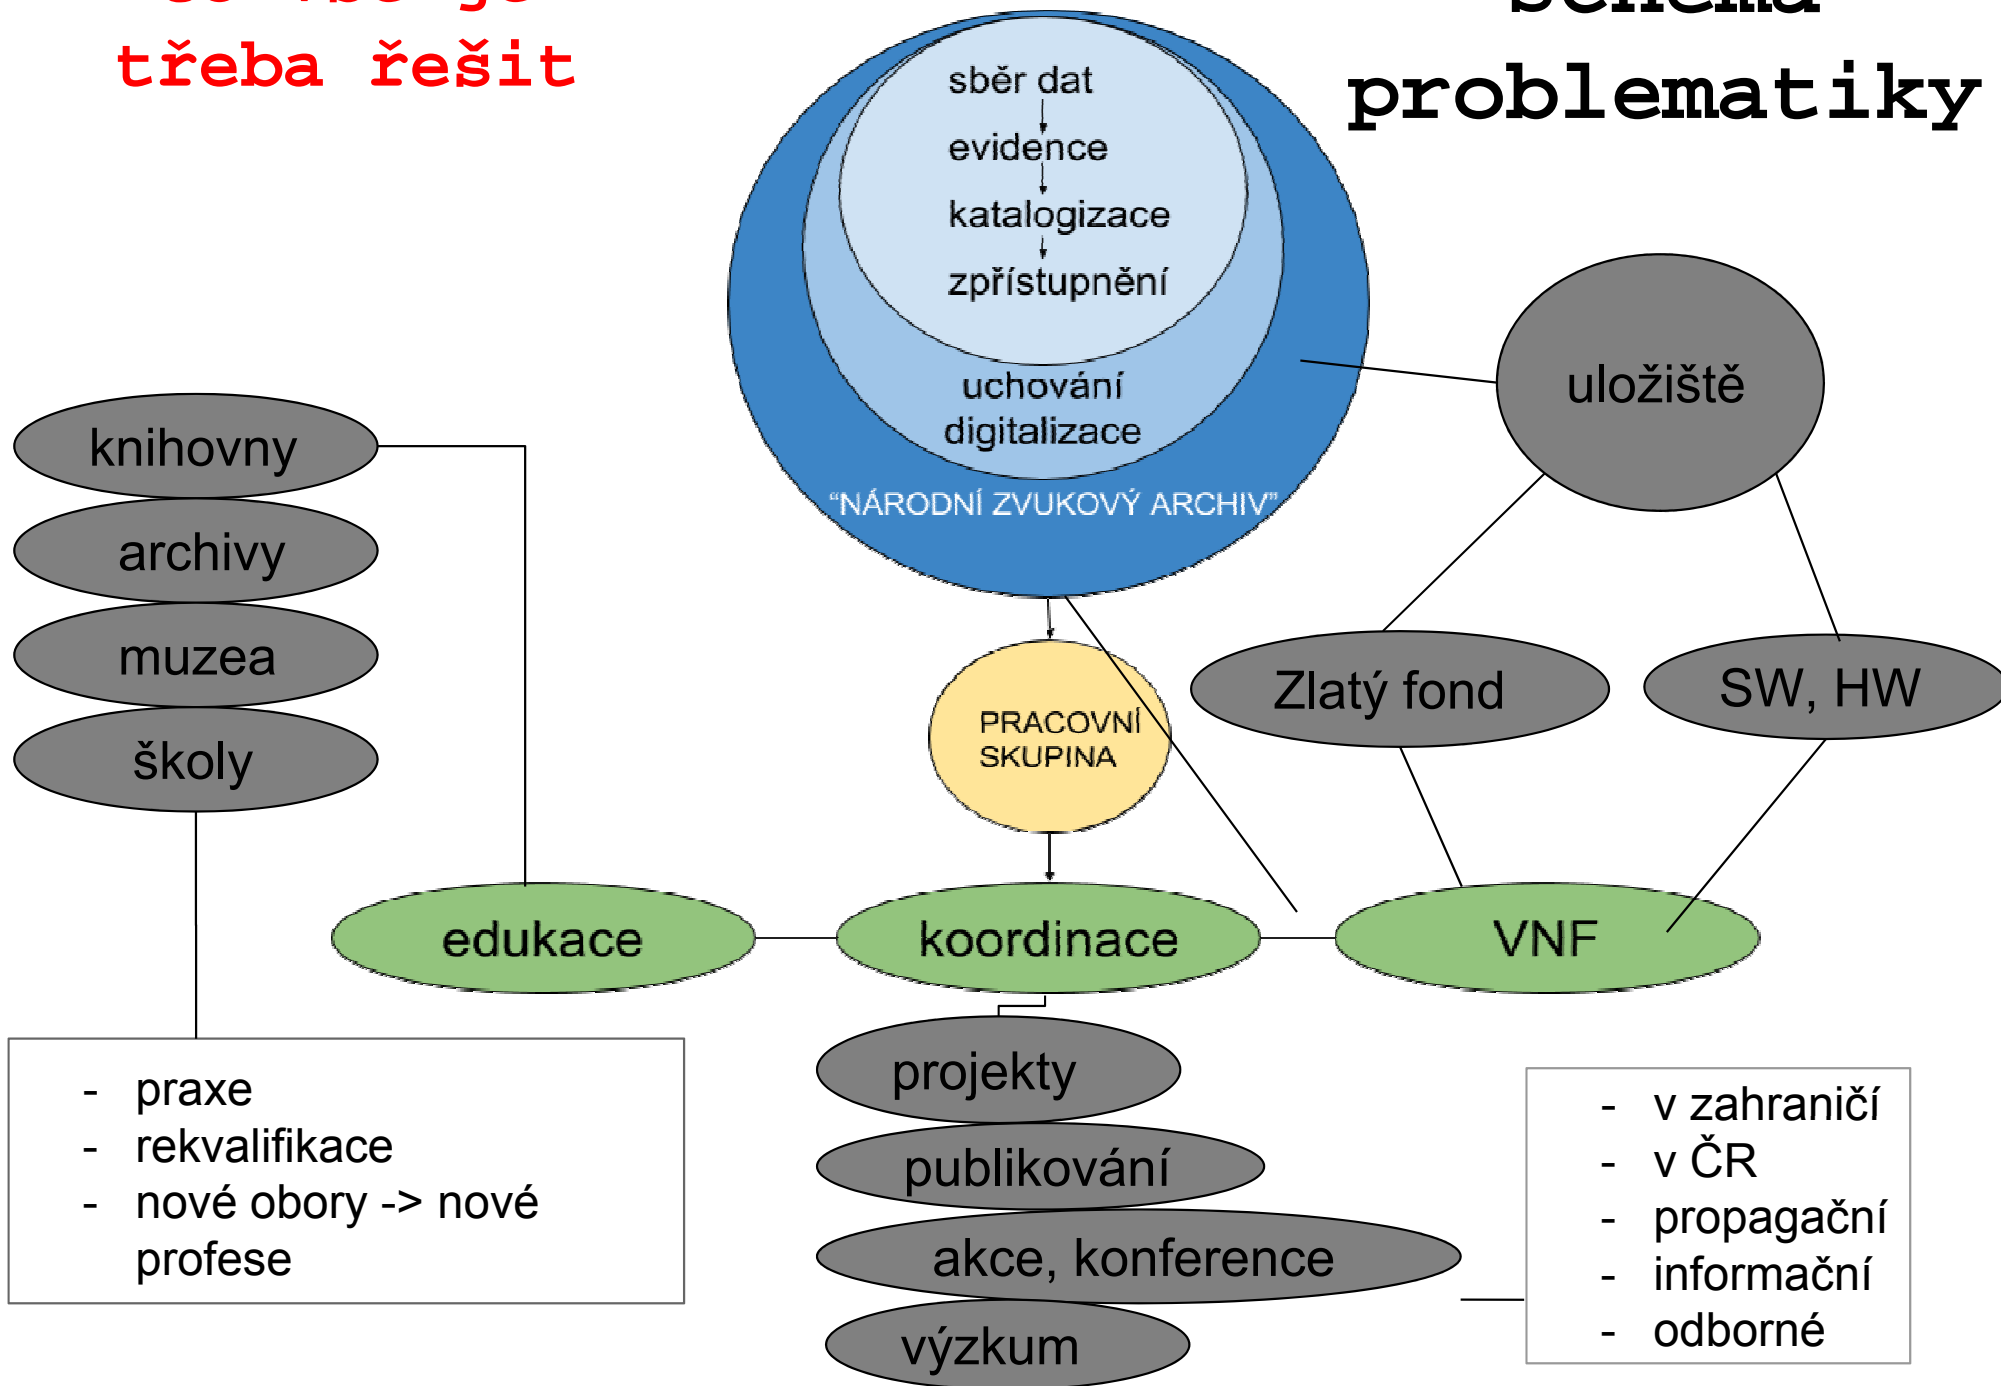 třeba řešit
schéma
problematiky
sběr dat
evidence
katalogizace
zpřístupnění
uchování
digitalizace
“NÁRODNÍ ZVUKOVÝ ARCHIV”
uložiště
knihovny
archivy
muzea
školy
PRACOVNÍ
SKUPINA
Zlatý fond
SW, HW
edukace
koordinace
VNF
- praxe
- rekvalifikace
- nové obory -> nové
profese
projekty
publikování
akce, konference
výzkum
- v zahraničí
- v ČR
- propagační
- informační
- odborné